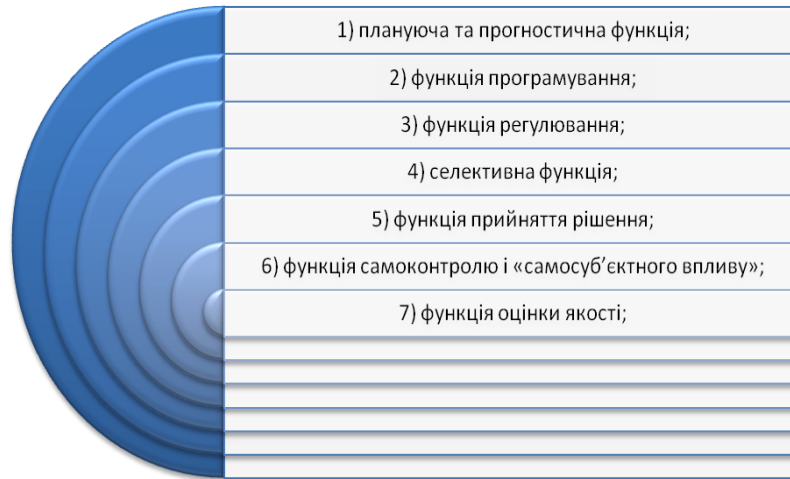 1) плануюча та прогностична функція;
2) функція програмування;
3) функція регулювання;
4) селективна функція;
5) функція прийняття рішення;
6) функція самоконтролю і «самосуб’єктного впливу»;
7) функція оцінки якості;